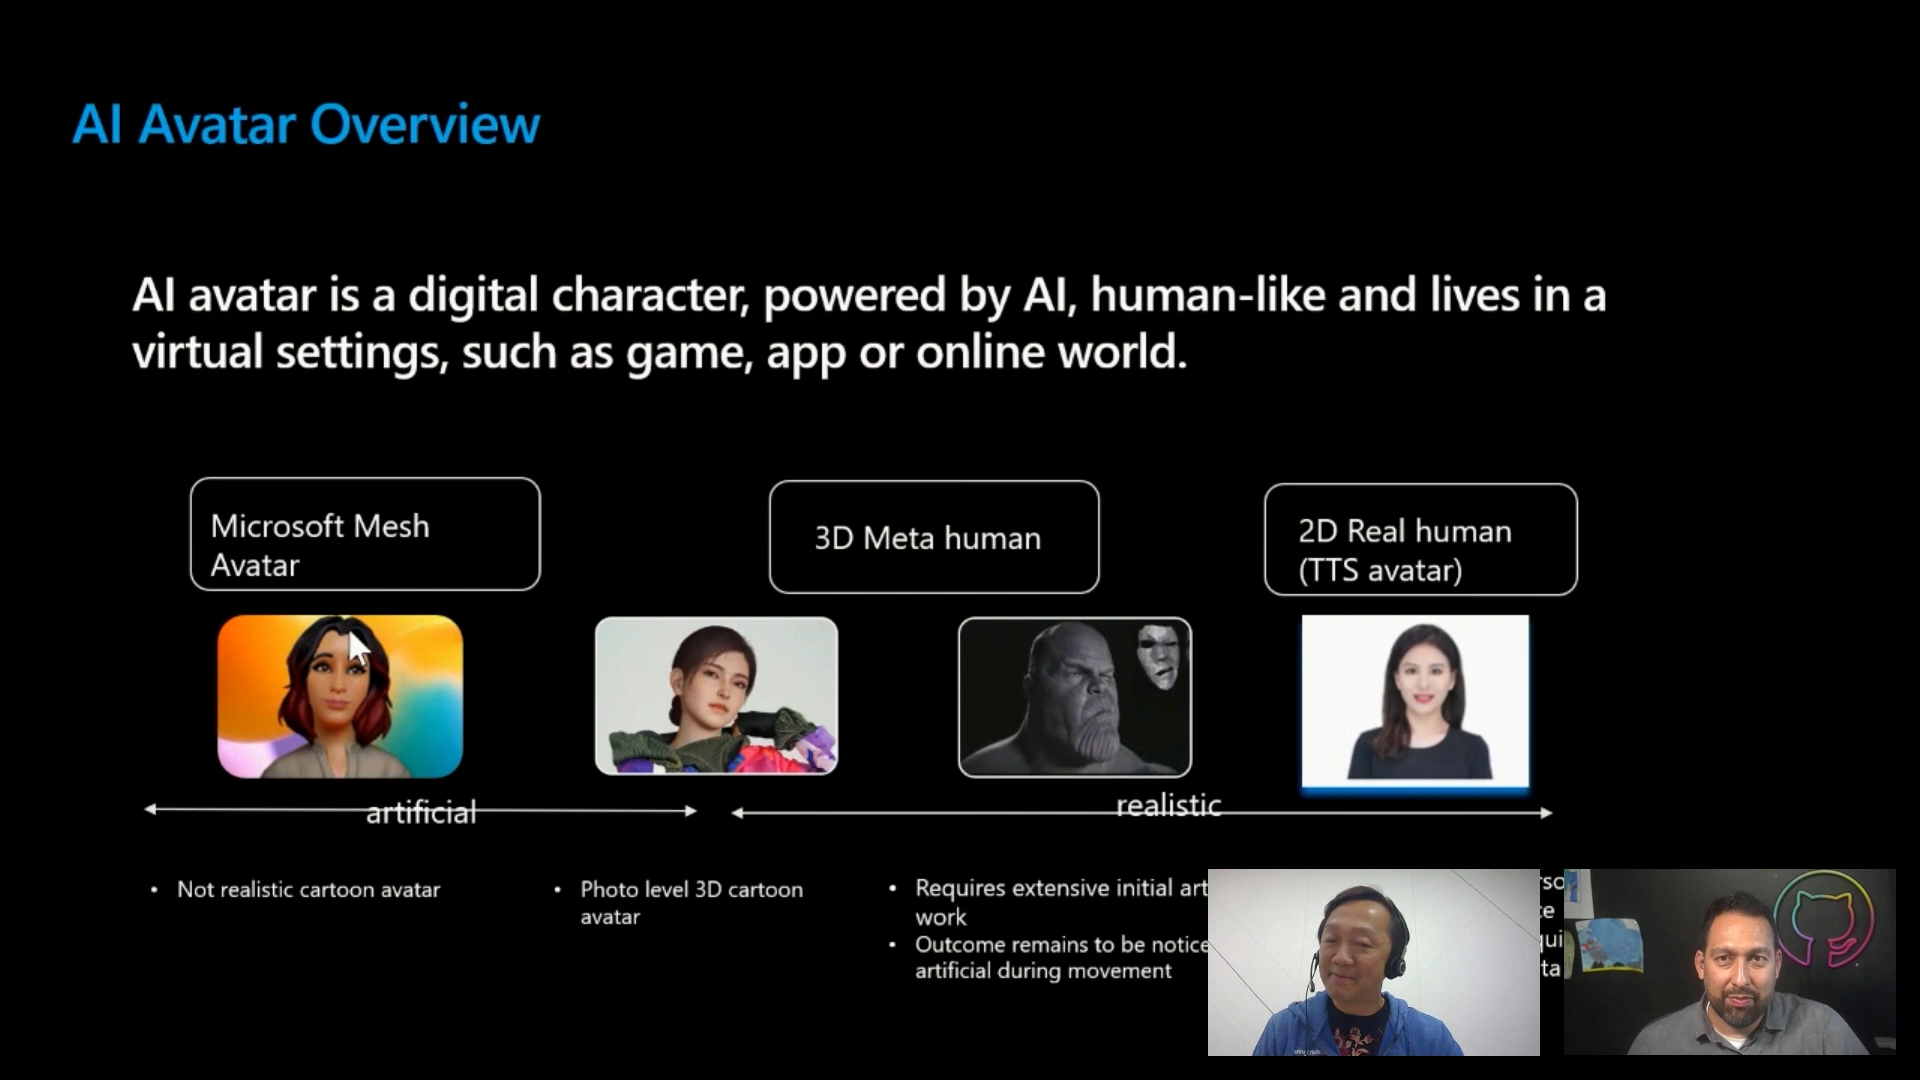 AI Avatar Overview
AI avatar is a digital character, powered by AI, human-like and lives in a
virtual settings, such as game, app or online world.
Microsoft Mesh
Avatar
3D Meta human
2D Real human
(TTS avatar)
artificial
realistic
• Not realistic cartoon avatar
• Photo level 3D cartoon
avatar
• Requires extensive initial art
work
• Outcome remains to be notice
artificial during movement